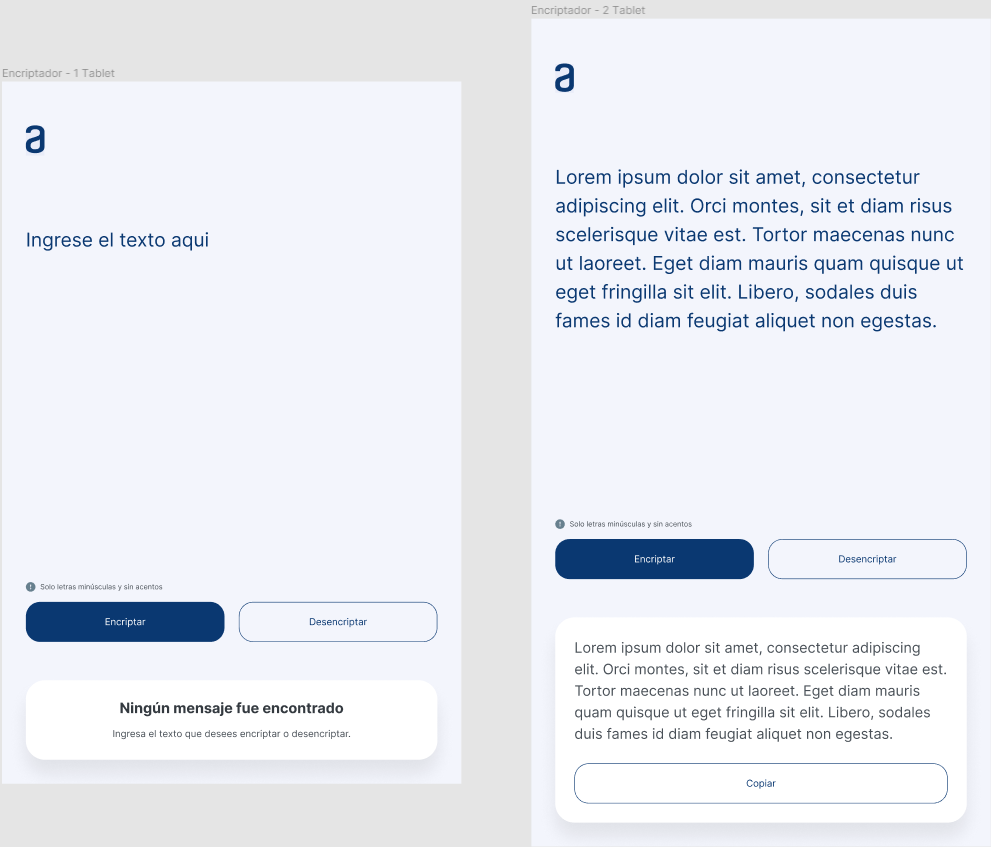 Encriptador - 1 Tablet
a
Ingrese el texto aqui
! Solo letras minúsculas y sin acentos
Encriptar
Desencriptar
Ningún mensaje fue encontrado
Ingresa el texto que desees encriptar o desencriptar.
Encriptador - 2 Tablet
a
Lorem ipsum dolor sit amet, consectetur
adipiscing elit. Orci montes, sit et diam risus
scelerisque vitae est. Tortor maecenas nunc
ut laoreet. Eget diam mauris quam quisque ut
eget fringilla sit elit. Libero, sodales duis
fames id diam feugiat aliquet non egestas.
! Solo letras minúsculas y sin acentos
Encriptar
Desencriptar
Lorem ipsum dolor sit amet, consectetur adipiscing
elit. Orci montes, sit et diam risus scelerisque vitae est.
Tortor maecenas nunc ut laoreet. Eget diam mauris
quam quisque ut eget fringilla sit elit. Libero, sodales
duis fames id diam feugiat aliquet non egestas.
Copiar